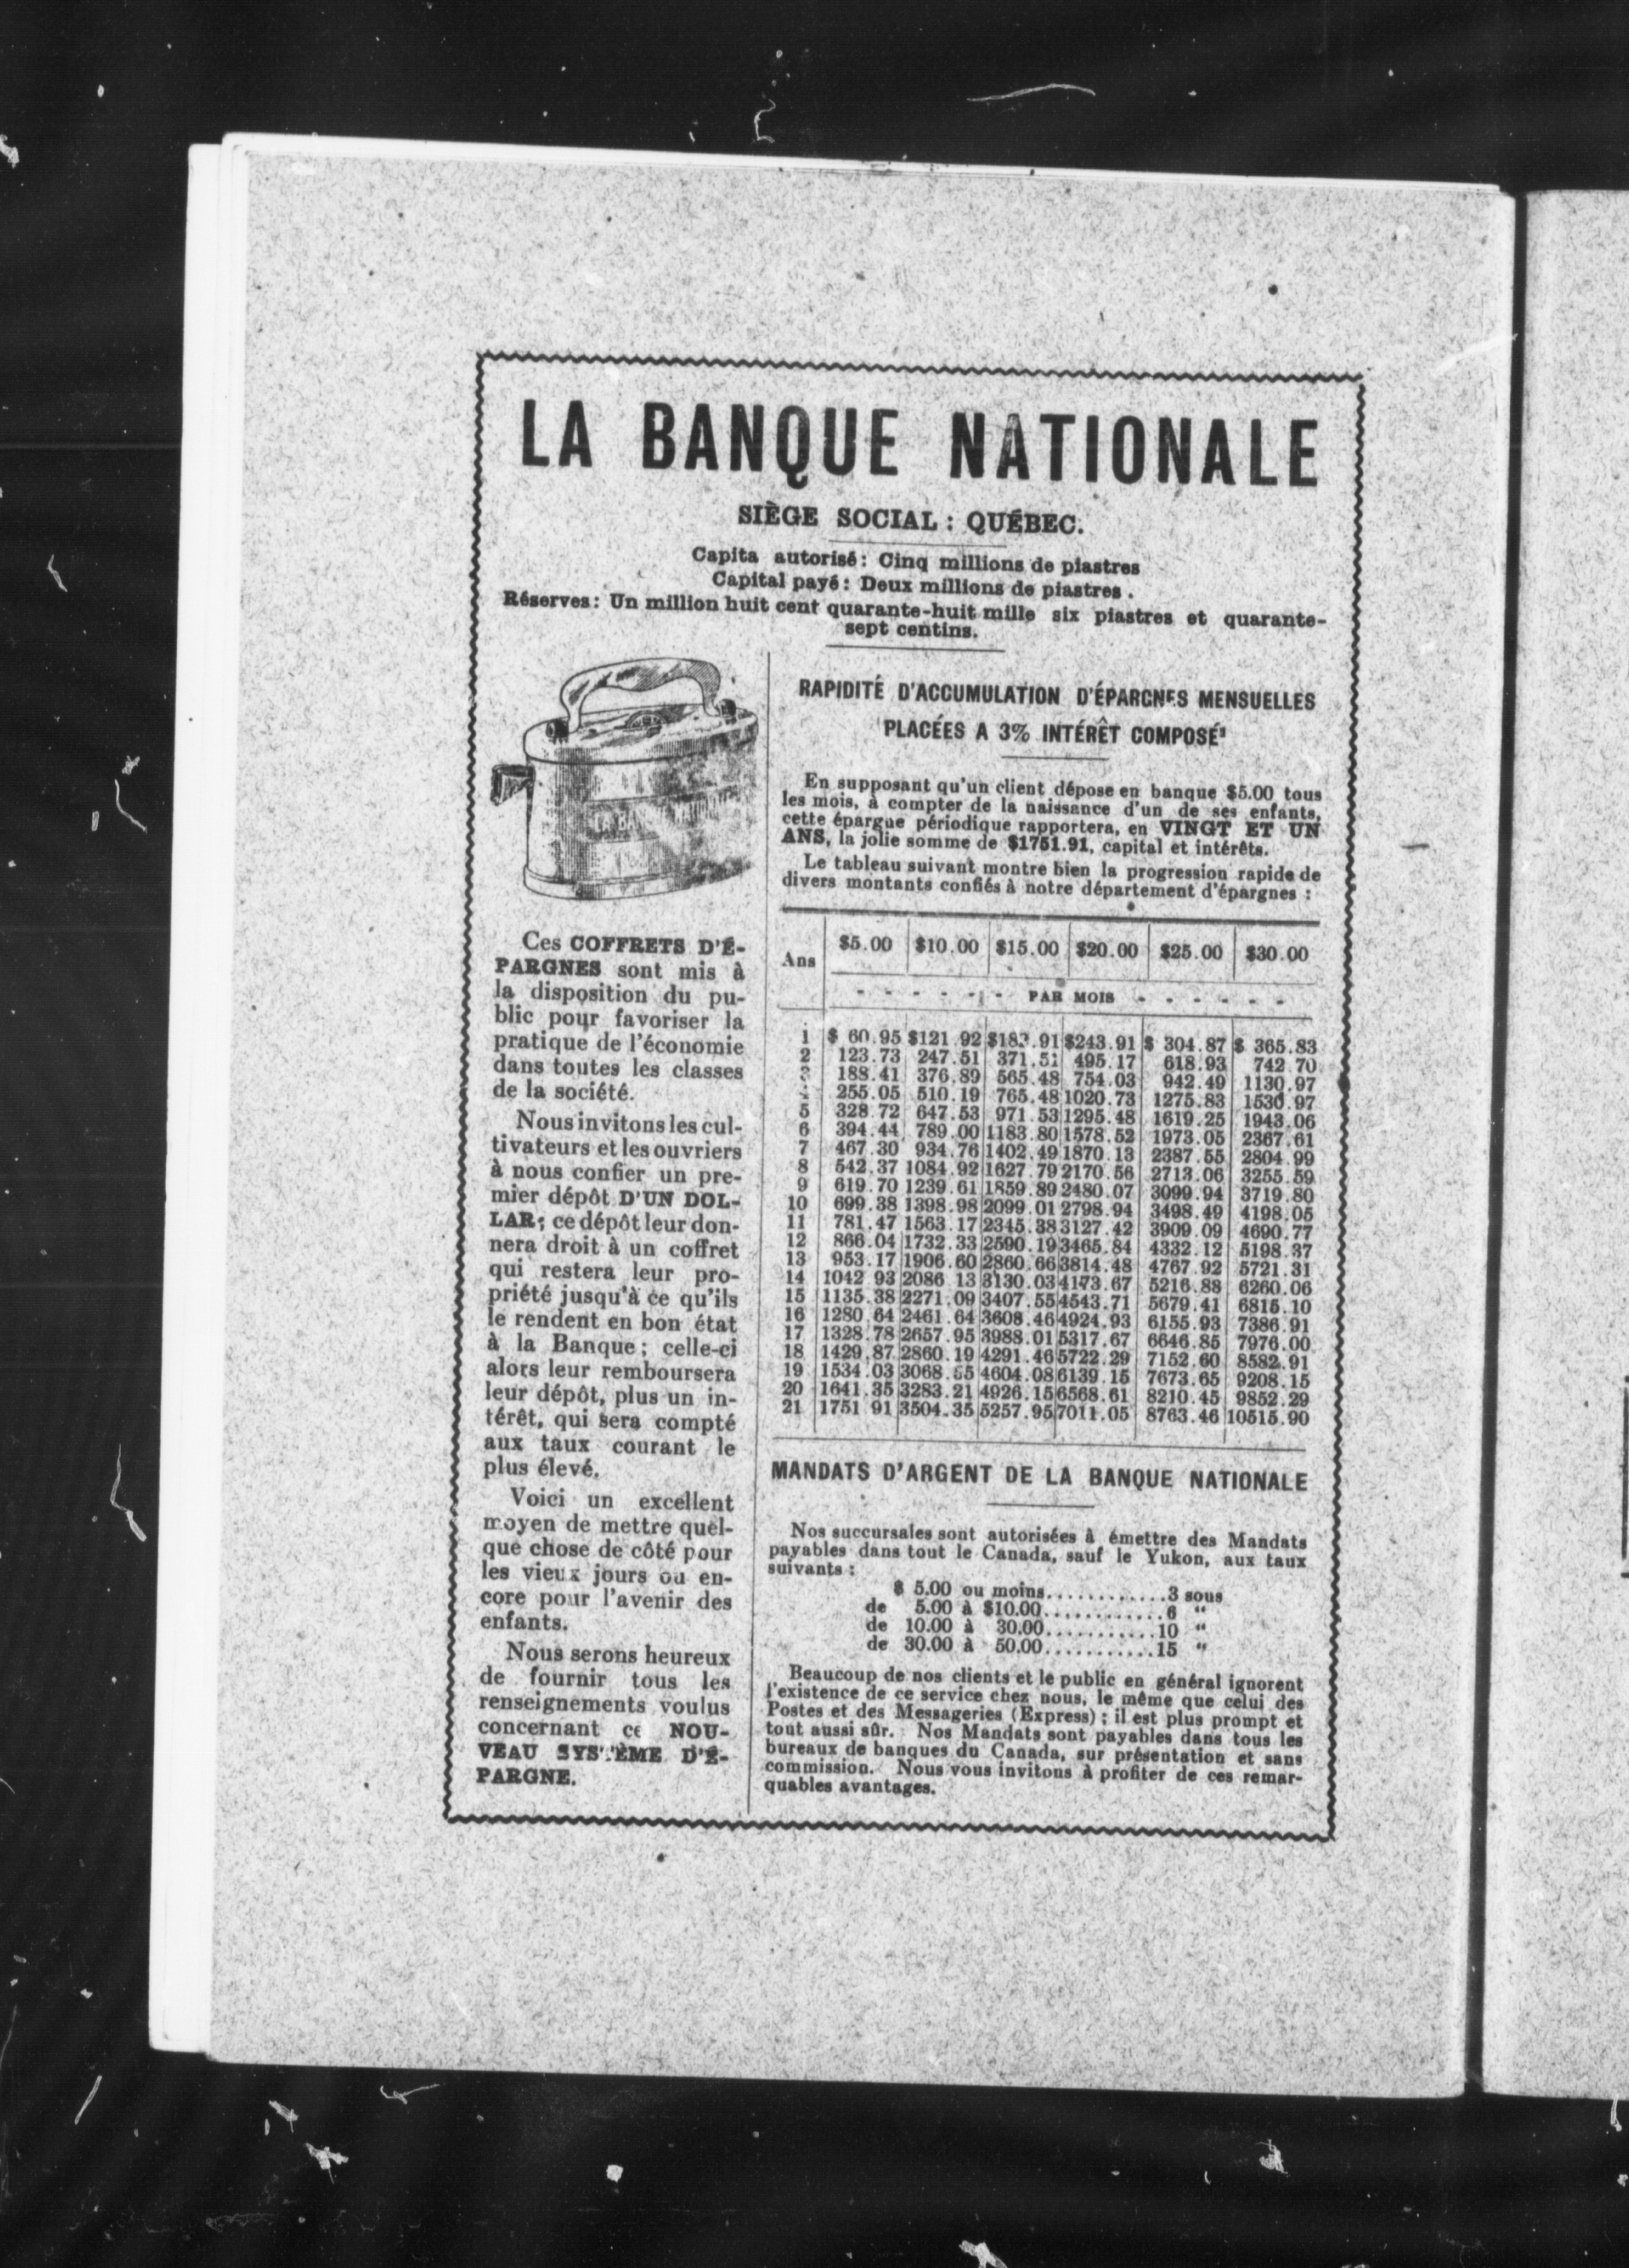 LA BANQUE NATIONALE
SIÈGE SOCIAL : QUÉBEC.
Capita autorisé : Cinq millions de piastres
Capital payé : Deux millions de piastres .
Réserves : Un million huit cent quarante-huit mille six piastres et quarante-
sept centins.
LA BAN
Ces COFFRETS D'É-
PARGNES sont mis à
la disposition du pu-
blic pour favoriser la
pratique de l'économie
dans toutes les classes
de la société.
Nous invitons les cul-
tivateurs et les ouvriers
à nous confier un pre-
mier dépôt D'UN DOL-
LAR; ce dépôt leur don-
nera droit à un coffret
qui restera leur pro-
priété jusqu'à ce qu'ils
le rendent en bon état
à la Banque; celle-ci
alors leur remboursera
leur dépôt, plus un in-
térêt, qui sera compté
aux taux courant le
plus élevé.
Voici un excellent
moyen de mettre quel-
que chose de côté pour
les vieux jours ou en-
core pour l'avenir des
enfants.
Nous serons heureux
de fournir tous les
renseignements voulus
concernant ce NOU-
VEAU SYSTÈME D'É-
PARGNE.
RAPIDITÉ D'ACCUMULATION D'ÉPARGNES MENSUELLES
PLACÉES A 3% INTÉRÊT COMPOSÉ
En supposant qu'un client dépose en banque $5.00 tous
les mois, à compter de la naissance d'un de ses enfants,
cette épargne périodique rapportera, en VINGT ET UN
ANS, la jolie somme de $1751.91, capital et intérêts.
Le tableau suivant montre bien la progression rapide de
divers montants confiés à notre département d'épargnes :
Ans $5.00 $10.00 $15.00 $20.00 $25.00 $30.00
- - - - - - PAR MOIS - - - - - -
1 $ 60.95 $121.92 $183.91 $243.91 $ 304.87 $ 365.83
2 123.73 247.51 371.51 495.17 618.93 742.70
3 188.41 376.89 565.48 754.03 942.49 1130.97
4 255.05 510.19 765.48 1020.73 1275.83 1530.97
5 328.72 647.53 971.53 1295.48 1619.25 1943.06
6 394.44 789.00 1183.80 1578.52 1973.05 2367.61
7 467.30 934.76 1402.49 1870.13 2387.55 2804.99
8 542.37 1084.92 1627.79 2170.56 2713.06 3255.59
9 619.70 1239.61 1859.89 2480.07 3099.94 3719.80
10 699.38 1398.98 2099.01 2798.94 3498.49 4198.05
11 781.47 1563.17 2345.38 3127.42 3909.09 4690.77
12 866.04 1732.33 2590.19 3465.84 4332.12 5198.37
13 953.17 1906.60 2860.66 3814.48 4767.92 5721.31
14 1042 93 2086 13 3130.03 4173.67 5216.88 6260.06
15 1135.38 2271.09 3407.55 4543.71 5679.41 6815.10
16 1280.64 2461.64 3608.46 4924.93 6155.93 7386.91
17 1328.78 2657.95 3988.01 5317.67 6646.85 7976.00
18 1429.87 2860.19 4291.46 5722.29 7152.60 8582.91
19 1534.03 3068.55 4604.08 6139.15 7673.65 9208.15
20 1641.35 3283.21 4926.15 6568.61 8210.45 9852.29
21 1751 91 3504.35 5257.95 7011.05 8763.46 10515.90
MANDATS D'ARGENT DE LA BANQUE NATIONALE
Nos succursales sont autorisées à émettre des Mandats
payables dans tout le Canada, sauf le Yukon, aux taux
suivants :
$ 5.00 ou moins............3 sous
de 5.00 à $10.00............6 "
de 10.00 à 30.00...........10 "
de 30.00 à 50.00...........15 "
Beaucoup de nos clients et le public en général ignorent
l'existence de ce service chez nous, le même que celui des
Postes et des Messageries (Express) ; il est plus prompt et
tout aussi sûr. Nos Mandats sont payables dans tous les
bureaux de banques du Canada, sur présentation et sans
commission. Nous vous invitons à profiter de ces remar-
quables avantages.